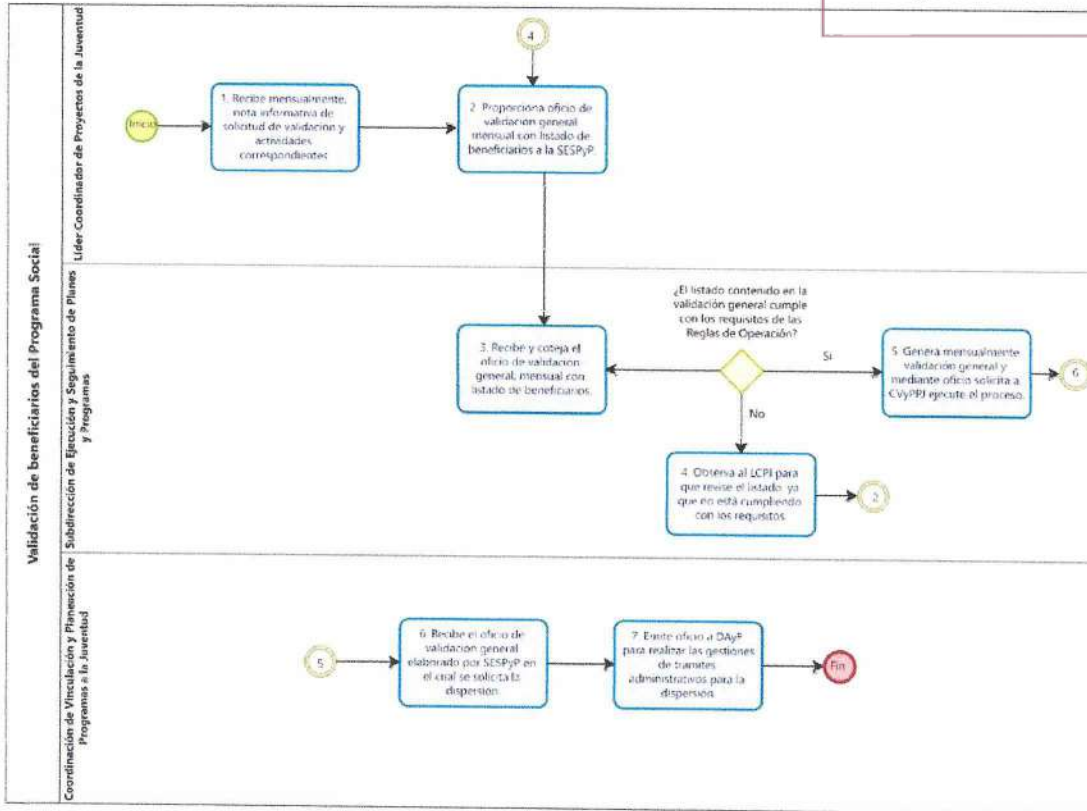 Validación de beneficiarios del Programa Social
Líder Coordinador de Proyectos de la Juventud
Inicio
1. Recibe mensualmente,
nota informativa de
solicitud de validación y
actividades
correspondientes
4
2. Proporciona oficio de
validación general
mensual con listado de
beneficiarios a la SESPyP.
Subdirección de Ejecución y Seguimiento de Planes
y Programas
3. Recibe y coteja el
oficio de validación
general, mensual con
listado de beneficiarios.
¿El listado contenido en la
validación general cumple
con los requisitos de las
Reglas de Operación?
Si
No
5. Genera mensualmente
validación general y
mediante oficio solicita a
CVyPPJ ejecute el proceso.
6
4. Observa al LCPJ para
que revise el listado, ya
que no está cumpliendo
con los requisitos.
2
Coordinación de Vinculación y Planeación de
Programas a la Juventud
5
6. Recibe el oficio de
validación general
elaborado por SESPyP en
el cual se solicita la
dispersión.
7. Emite oficio a DAyF
para realizar las gestiones
de trámites
administrativos para la
dispersión.
Fin